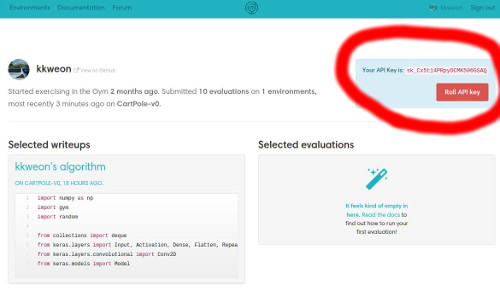 Environments Documentation Forum
kkweon Sign out
kkweon View on GitHub
Your API Key is:
Roll API key
Started exercising in the Gym 2 months ago. Submitted 10 evaluations on 1 environments,
most recently 3 minutes ago on CartPole-v0.
Selected writeups
kkweon's algorithm
ON CARTPOLE-V0, 18 HOURS AGO.
1 import numpy as np
2 import gym
3 import random
4
5 from collections import deque
6 from keras.layers import Input, Activation, Dense, Flatten, Repea
7 from keras.layers.convolutional import Conv2D
8 from keras.models import Model
Selected evaluations
It feels kind of empty in
here. Read the docs to
find out how to run your
first evaluation!